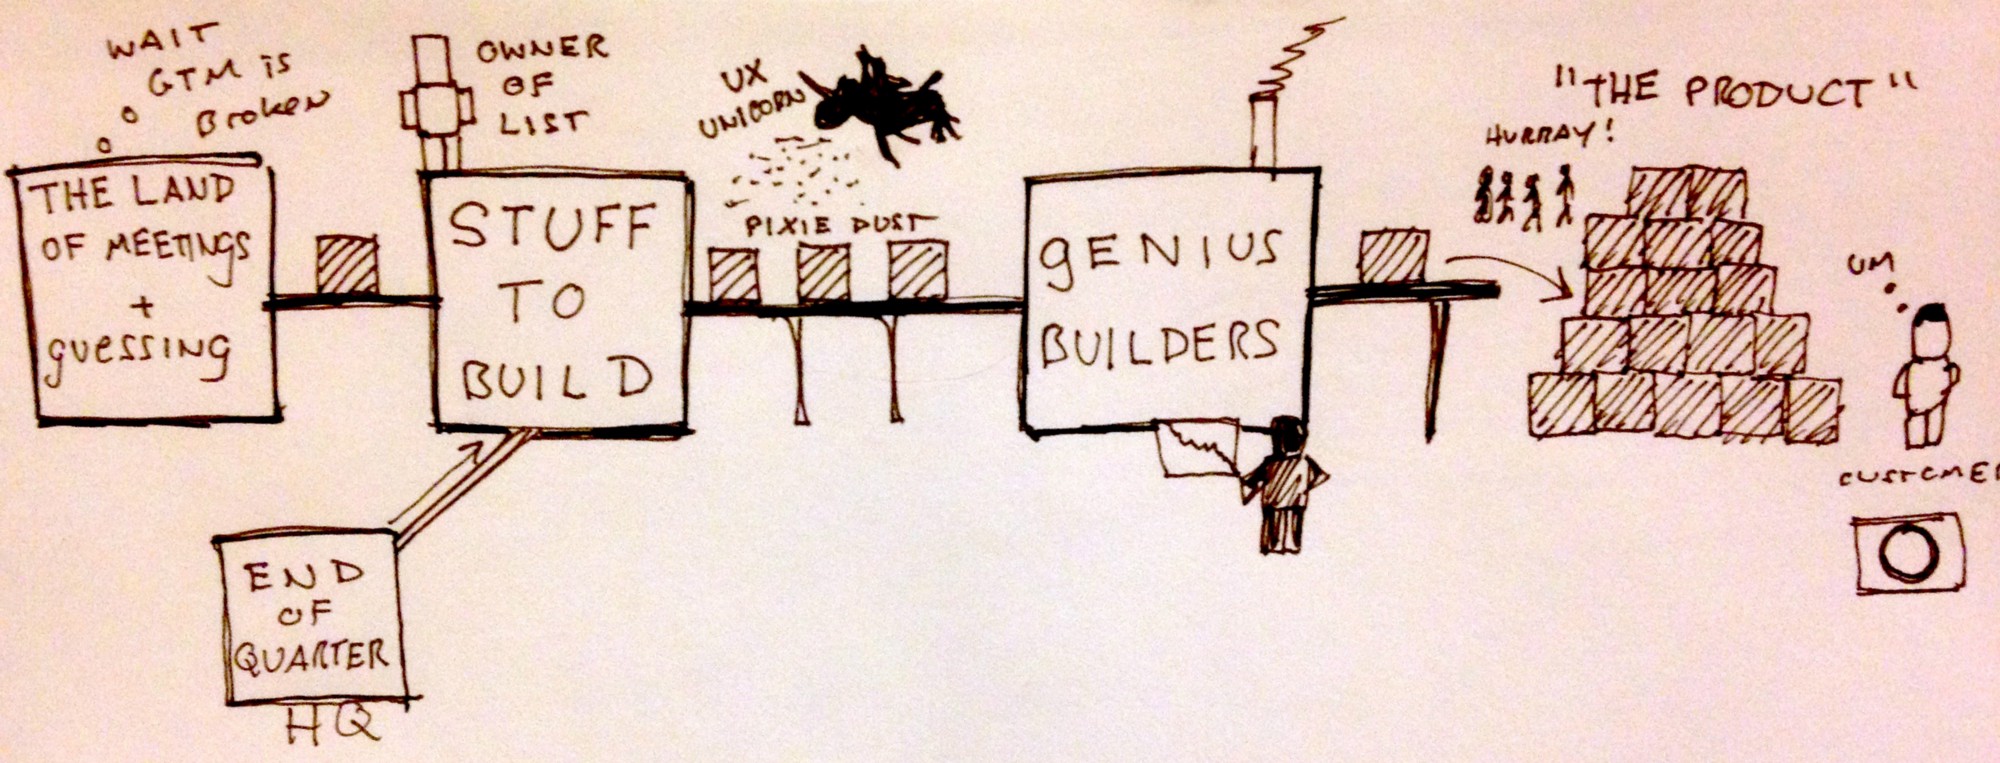 WAIT
GTM is
Broken
THE LAND
OF MEETINGS
+
guessing
OWNER
OF
LIST
STUFF
TO
BUILD
UX
UNICORN
PIXIE DUST
gENIUS
BUILDERS
"THE PRODUCT"
HURRAY!
UM
CUSTOMER
END
OF
QUARTER
HQ